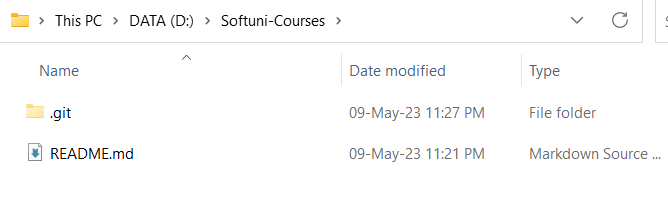 This PC > DATA (D:) > Softuni-Courses >
Name Date modified Type
.git 09-May-23 11:27 PM File folder
README.md 09-May-23 11:21 PM Markdown Source ...